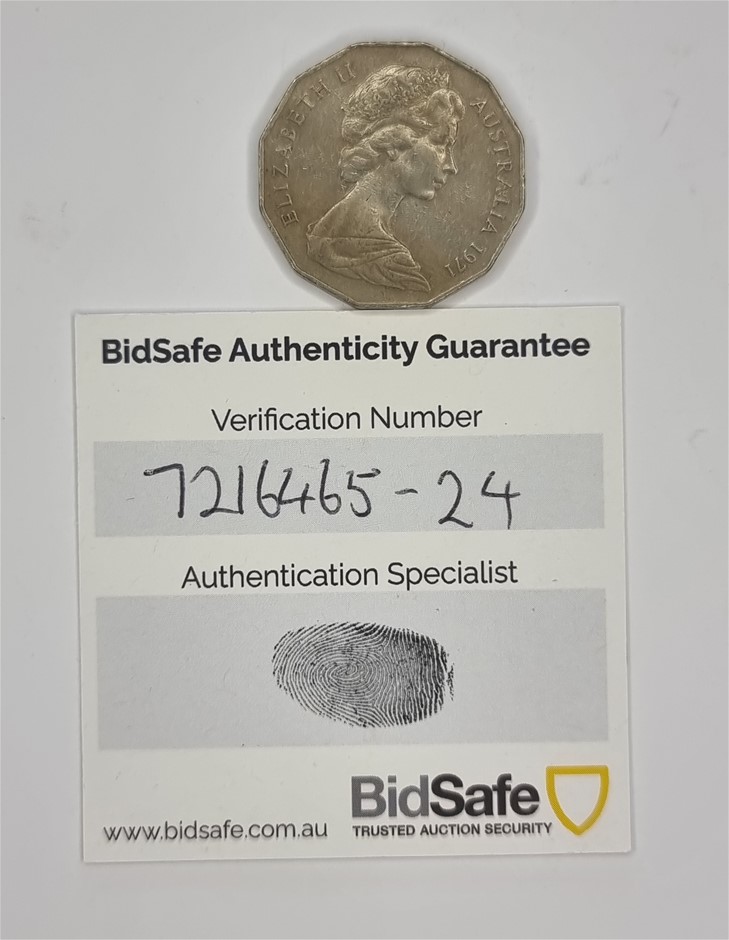 ELIZABETH II
AUSTRALIA 1971
BidSafe Authenticity Guarantee
Verification Number
7216465-24
Authentication Specialist
BidSafe
www.bidsafe.com.au TRUSTED AUCTION SECURITY